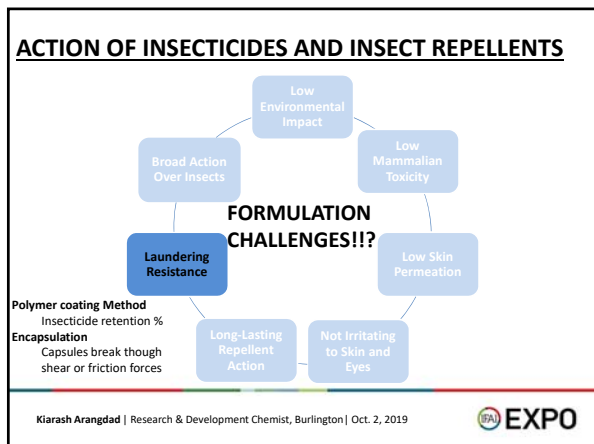 ACTION OF INSECTICIDES AND INSECT REPELLENTS
Low
Environmental
Impact
Low
Mammalian
Toxicity
Low Skin
Permeation
Not Irritating
to Skin and
Eyes
Long-Lasting
Repellent
Action
Laundering
Resistance
Broad Action
Over Insects
FORMULATION
CHALLENGES!!?
Polymer coating Method
Insecticide retention %
Encapsulation
Capsules break though
shear or friction forces
Kiarash Arangdad | Research & Development Chemist, Burlington| Oct. 2, 2019
IFAI EXPO